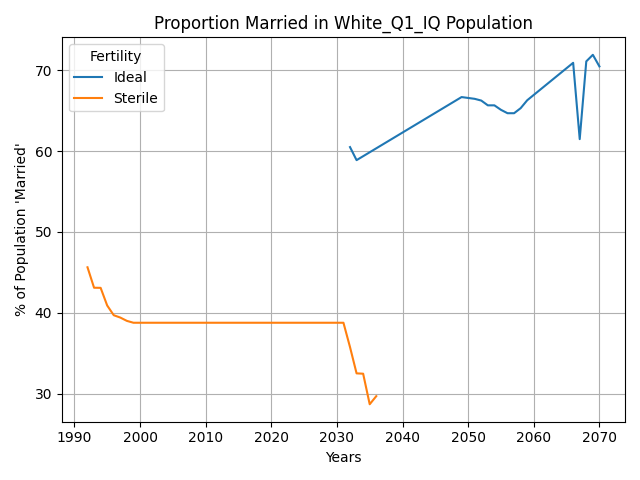 Proportion Married in White_Q1_IQ Population
Fertility
Ideal
Sterile
% of Population 'Married'
70
60
50
40
30
1990 2000 2010 2020 2030 2040 2050 2060 2070
Years